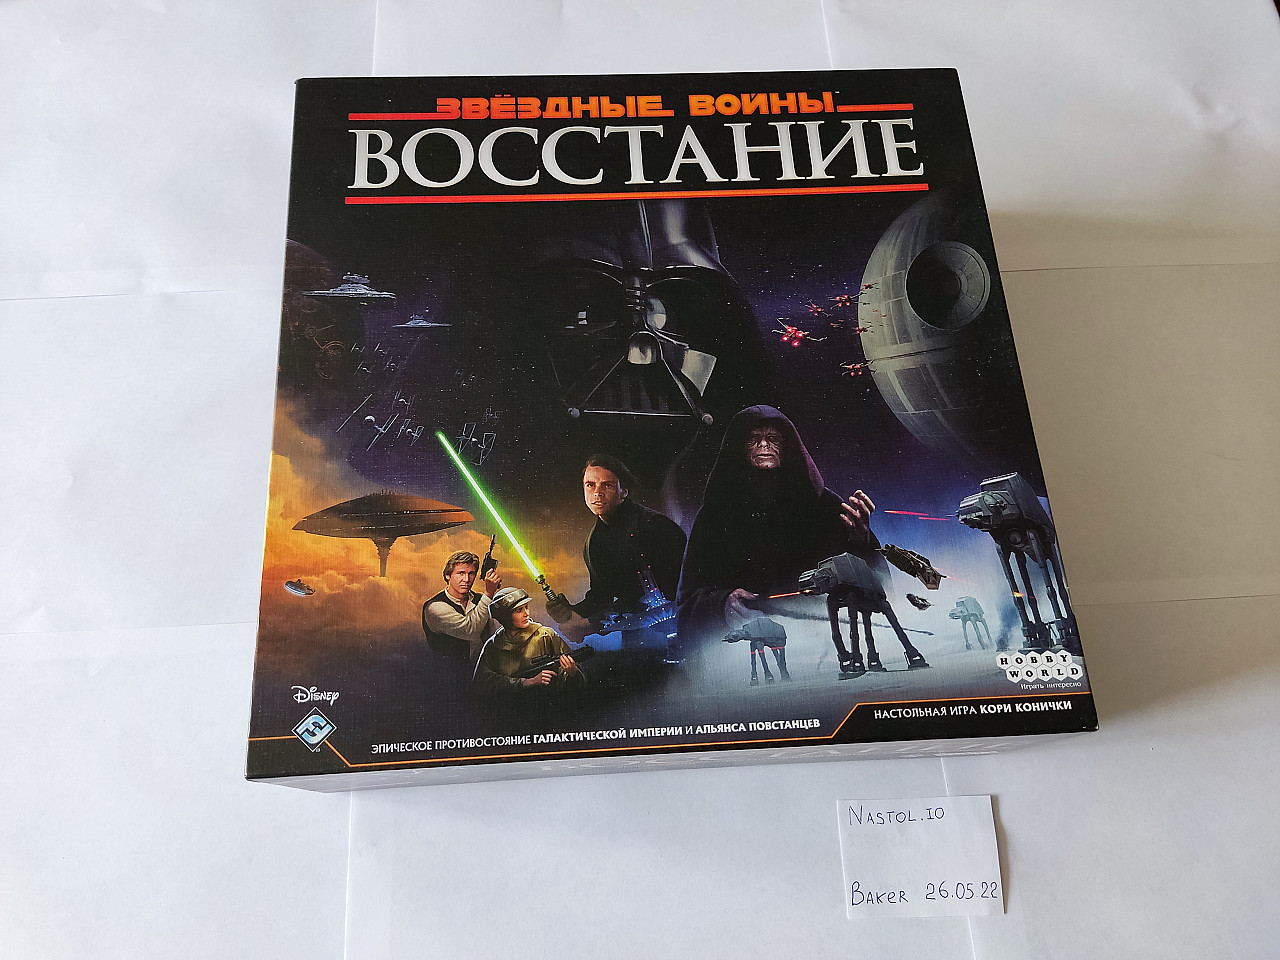 ЗВЁЗДНЫЕ ВОЙНЫ
ВОССТАНИЕ
HOBBY
WORLD
Играть интересно
Disney
НАСТОЛЬНАЯ ИГРА КОРИ КОНИЧКИ
ЭПИЧЕСКОЕ ПРОТИВОСТОЯНИЕ ГАЛАКТИЧЕСКОЙ ИМПЕРИИ И АЛЬЯНСА ПОВСТАНЦЕВ
NASTOL.IO
BAKER 26.05.22